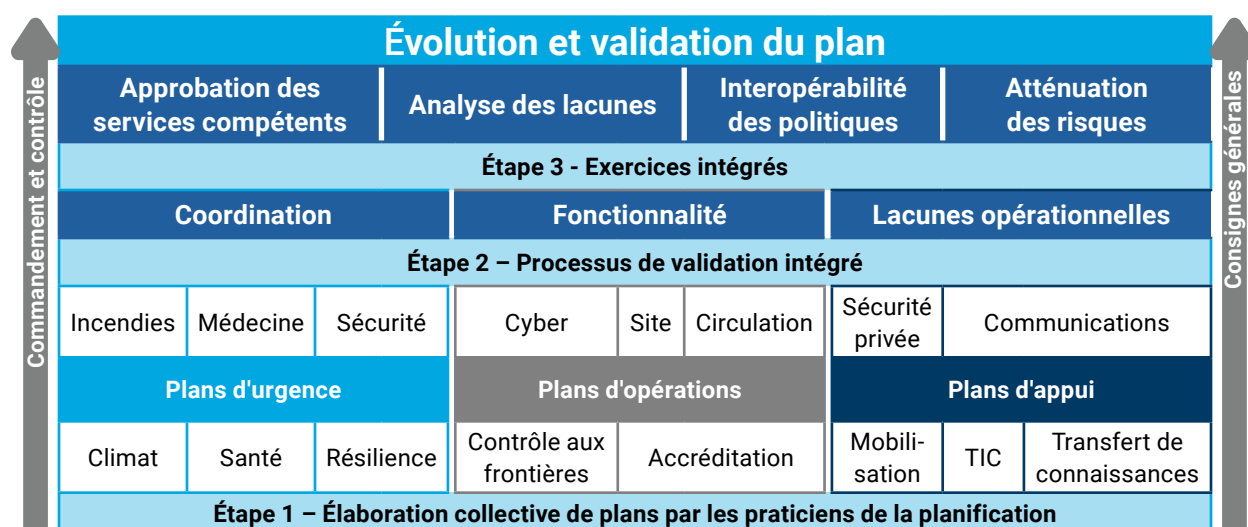 Évolution et validation du plan
Approbation des
services compétents
Analyse des lacunes
Interopérabilité
des politiques
Atténuation
des risques
Étape 3 - Exercices intégrés
Coordination
Fonctionnalité
Lacunes opérationnelles
Étape 2 – Processus de validation intégré
Incendies
Médecine
Sécurité
Cyber
Site
Circulation
Sécurité
privée
Communications
Plans d'urgence
Plans d'opérations
Plans d'appui
Climat
Santé
Résilience
Contrôle aux
frontières
Accréditation
Mobili-
sation
TIC
Transfert de
connaissances
Étape 1 – Élaboration collective de plans par les praticiens de la planification
Commandement et contrôle
Consignes générales